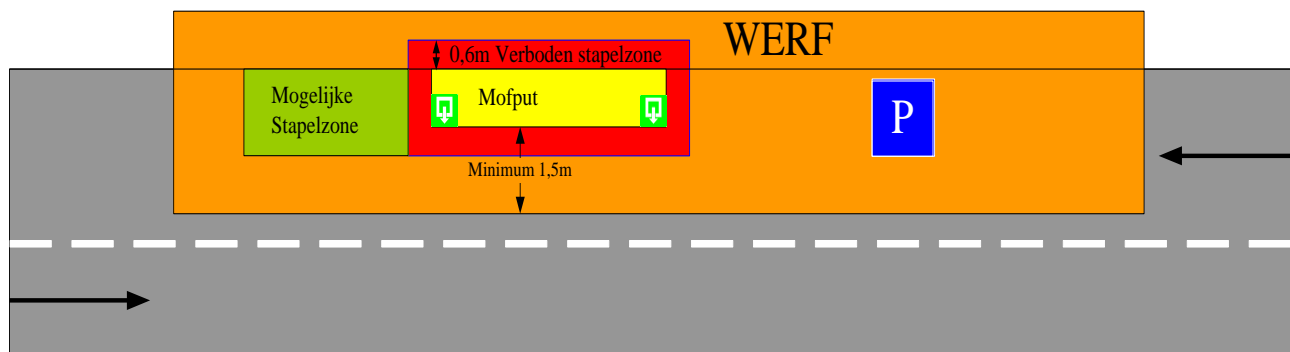 WERF
0,6m Verboden stapelzone
Mogelijke
Stapelzone
Mofput
P
Minimum 1,5m